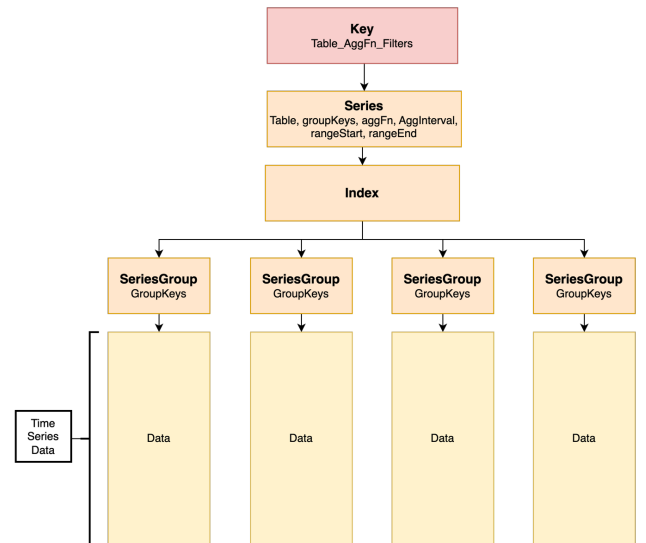 Key
Table_AggFn_Filters
Series
Table, groupKeys, aggFn, AggInterval,
rangeStart, rangeEnd
Index
SeriesGroup
GroupKeys
SeriesGroup
GroupKeys
SeriesGroup
GroupKeys
SeriesGroup
GroupKeys
Time
Series
Data
Data
Data
Data
Data